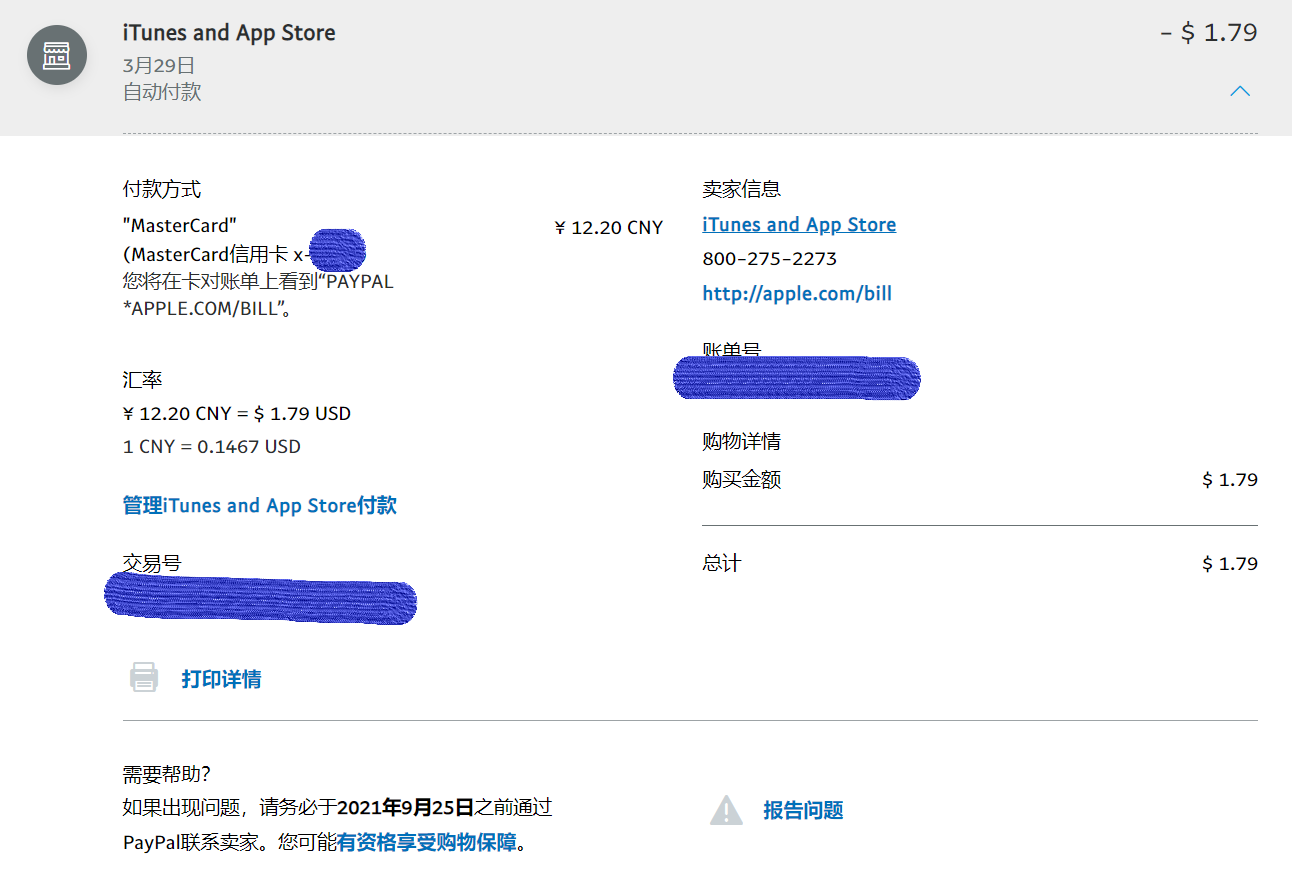 iTunes and App Store
- $ 1.79
3月29日
自动付款
付款方式
"MasterCard"
¥ 12.20 CNY
(MasterCard信用卡 x-
您将在卡对账单上看到“PAYPAL
*APPLE.COM/BILL”。
汇率
¥ 12.20 CNY = $ 1.79 USD
1 CNY = 0.1467 USD
管理iTunes and App Store付款
交易号
打印详情
卖家信息
iTunes and App Store
800-275-2273
http://apple.com/bill
账单号
购物详情
购买金额
$ 1.79
总计
$ 1.79
需要帮助？
如果出现问题，请务必于2021年9月25日之前通过
PayPal联系卖家。您可能有资格享受购物保障。
报告问题